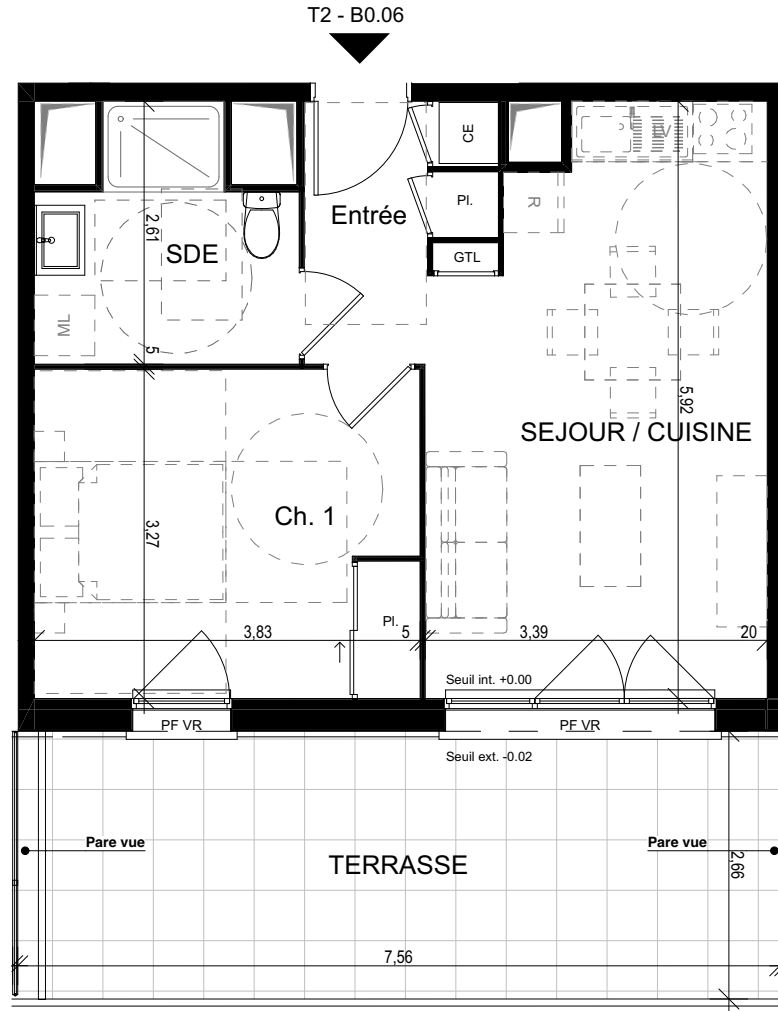 T2 - B0.06
CE
LV
Entrée
Pl.
R
2,61
SDE
GTL
ML
5
5,92
SEJOUR / CUISINE
3,27
Ch. 1
Pl.
3,83
5
3,39
20
Seuil int. +0.00
PF VR
PF VR
Seuil ext. -0.02
Pare vue
Pare vue
TERRASSE
2,66
7,56